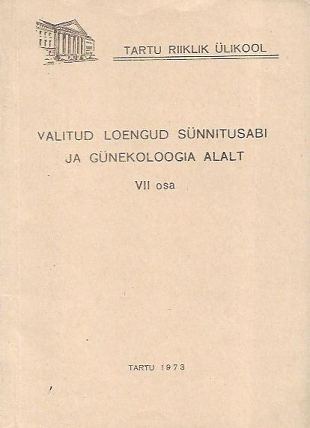 TARTU RIIKLIK ÜLIKOOL
VALITUD LOENGUD SÜNNITUSABI
JA GÜNEKOLOOGIA ALALT
VII osa
TARTU 1973